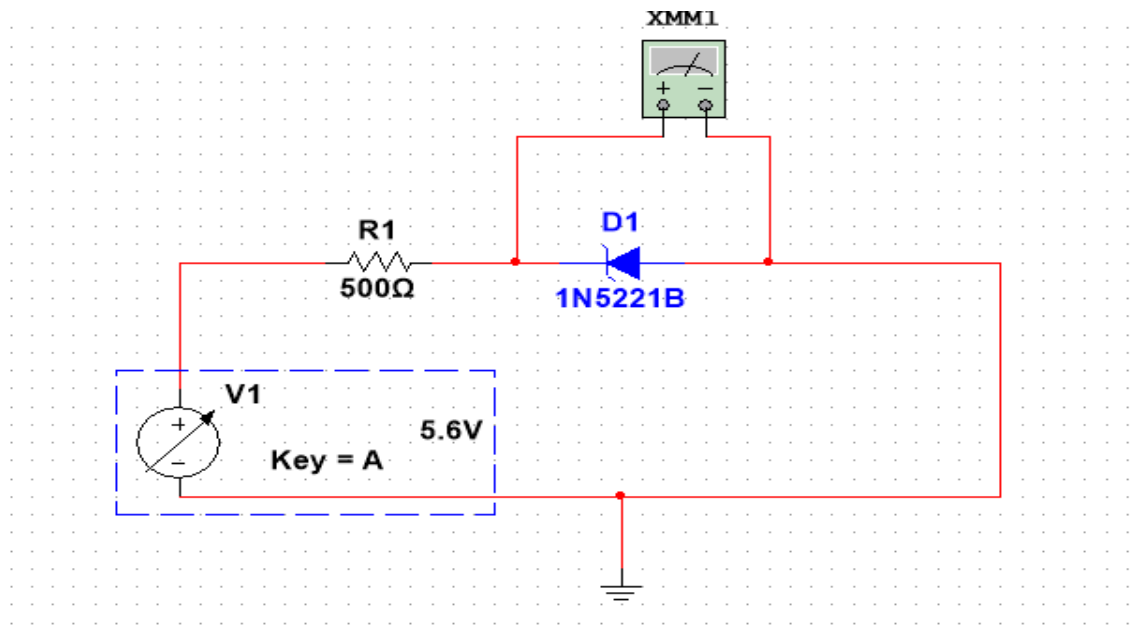 XMM1
+ −
R1
500Ω
D1
1N5221B
V1
+
−
5.6V
Key = A